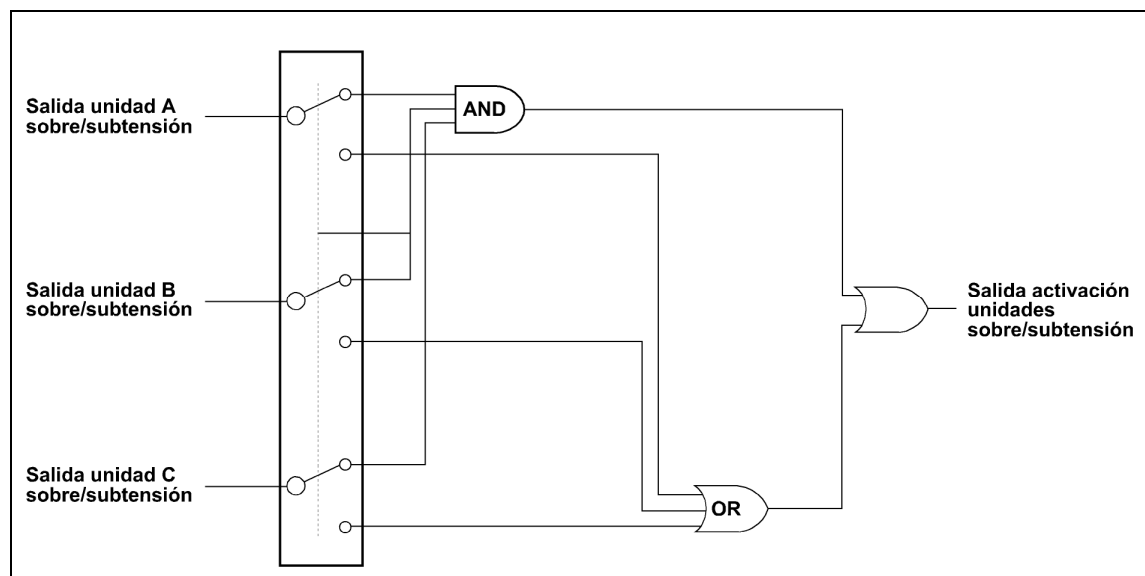 Salida unidad A
sobre/subtensión
AND
Salida unidad B
sobre/subtensión
Salida activación
unidades
sobre/subtensión
Salida unidad C
sobre/subtensión
OR